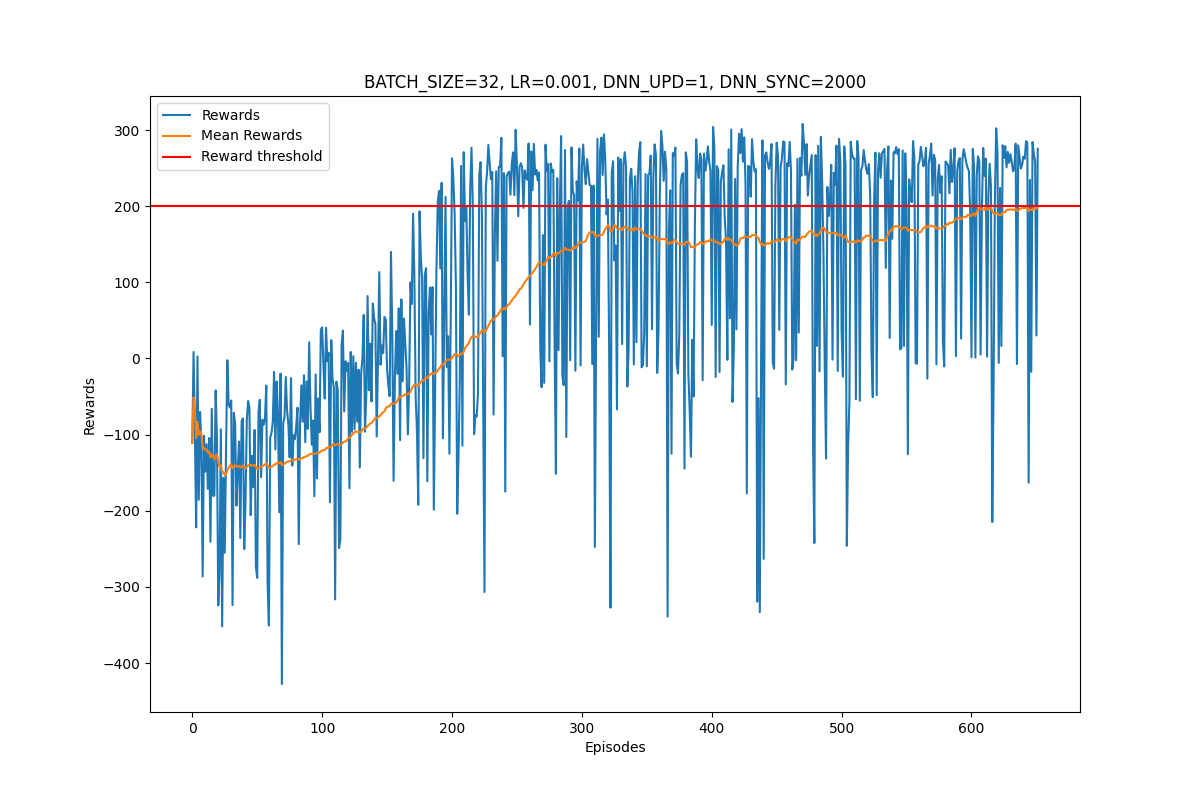 BATCH_SIZE=32, LR=0.001, DNN_UPD=1, DNN_SYNC=2000
Rewards
Mean Rewards
Reward threshold
300
200
100
0
−100
−200
−300
−400
Rewards
0 100 200 300 400 500 600
Episodes